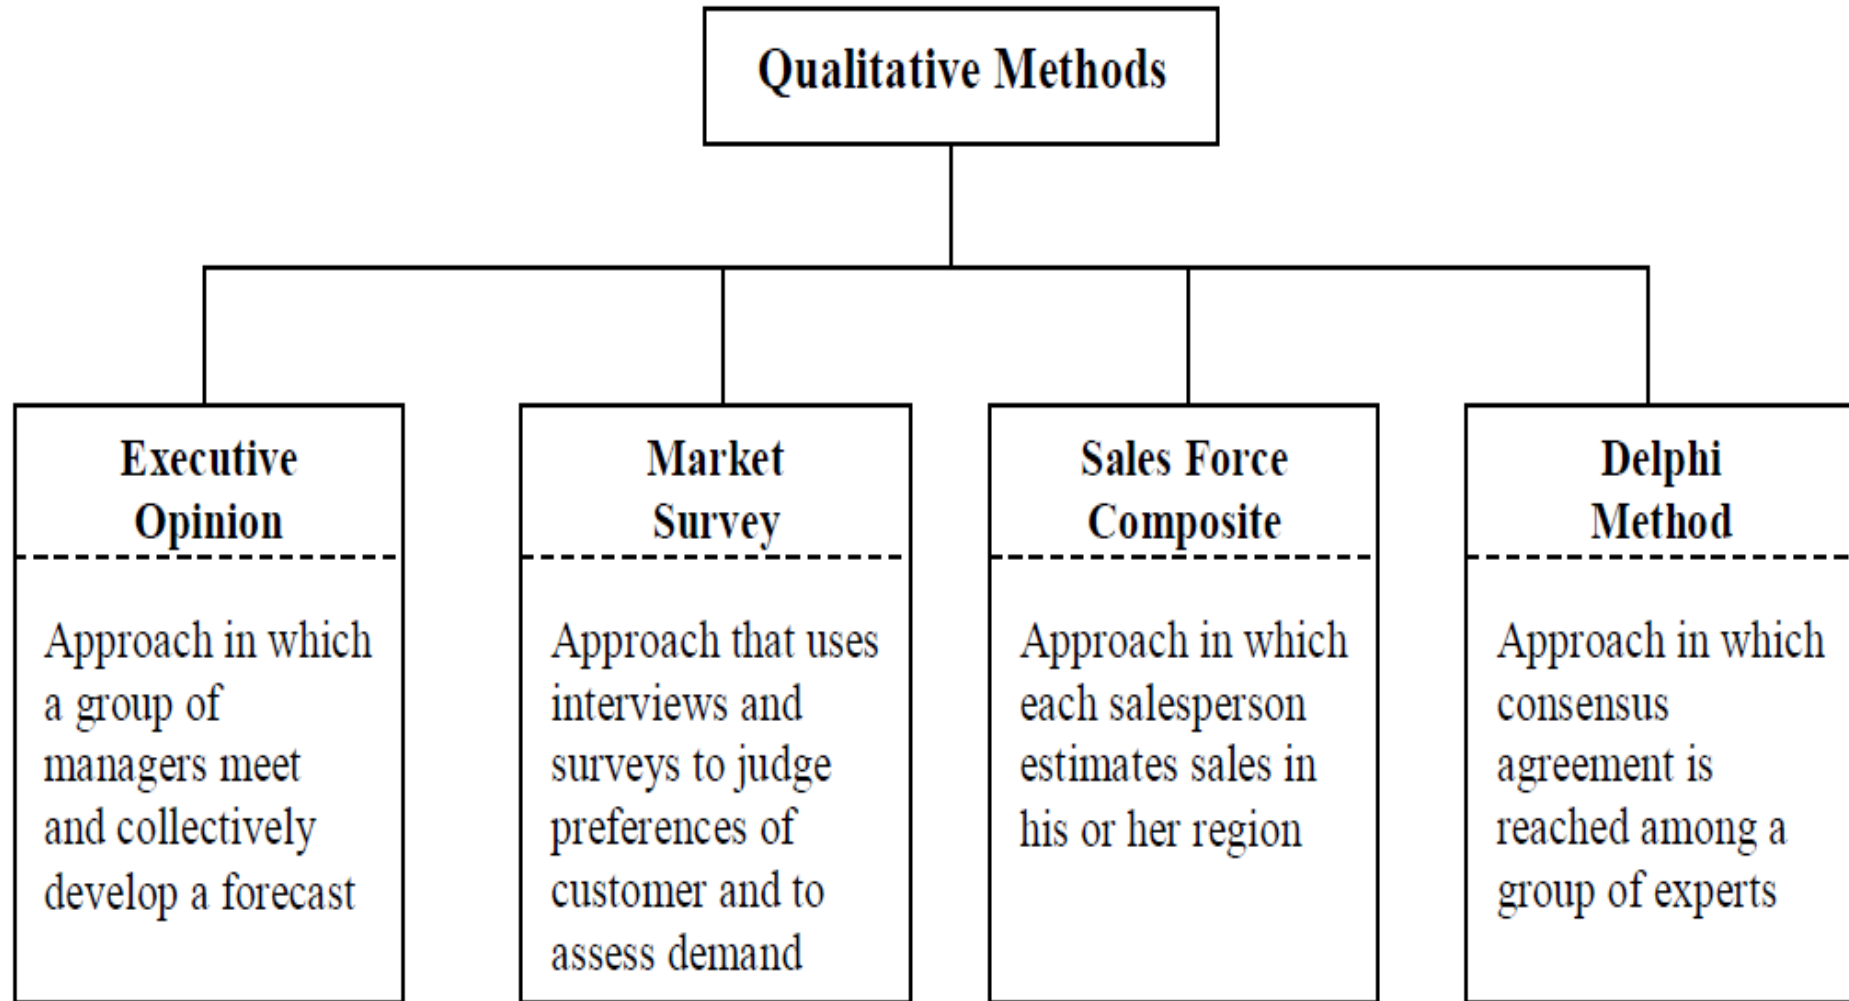 Qualitative Methods
Executive
Opinion
Approach in which
a group of
managers meet
and collectively
develop a forecast
Market
Survey
Approach that uses
interviews and
surveys to judge
preferences of
customer and to
assess demand
Sales Force
Composite
Approach in which
each salesperson
estimates sales in
his or her region
Delphi
Method
Approach in which
consensus
agreement is
reached among a
group of experts